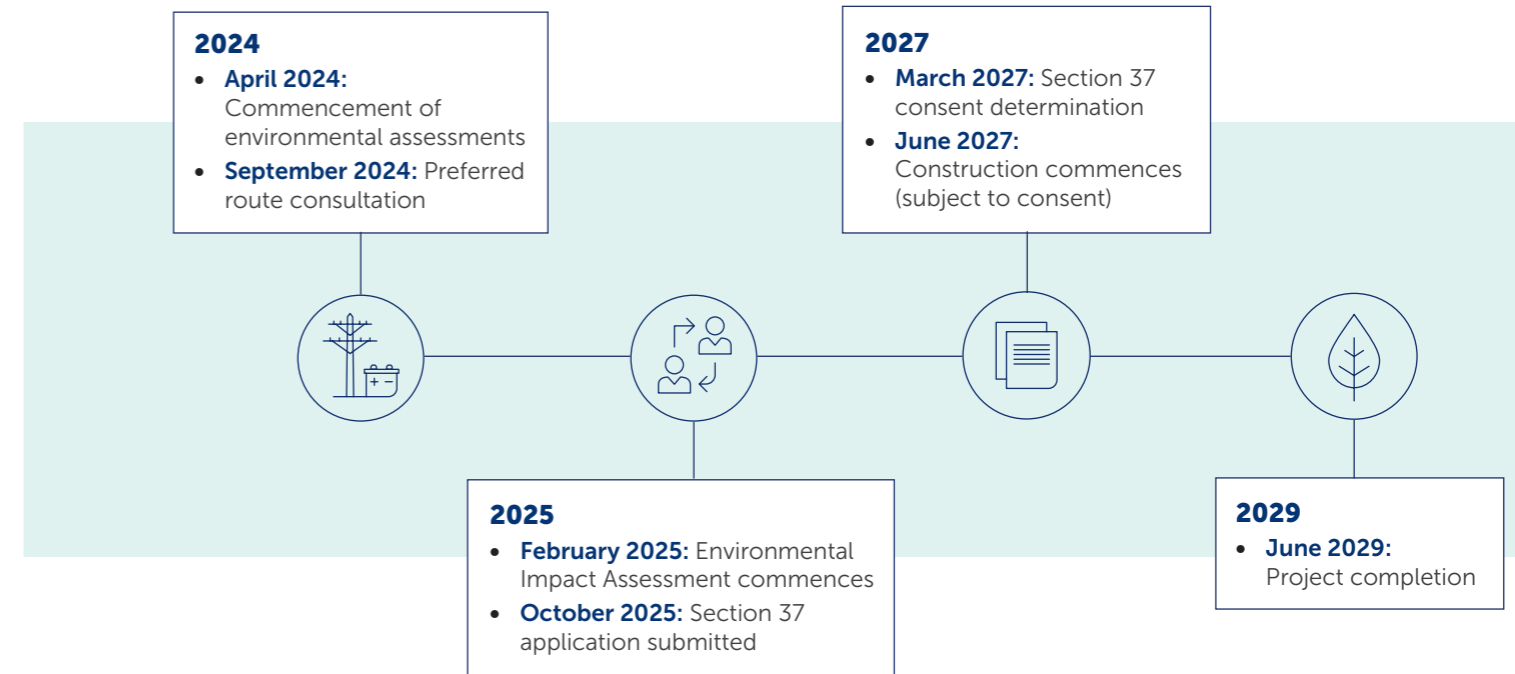 2024
• April 2024:
Commencement of
environmental assessments
• September 2024: Preferred
route consultation
2025
• February 2025: Environmental
Impact Assessment commences
• October 2025: Section 37
application submitted
2027
• March 2027: Section 37
consent determination
• June 2027:
Construction commences
(subject to consent)
2029
• June 2029:
Project completion